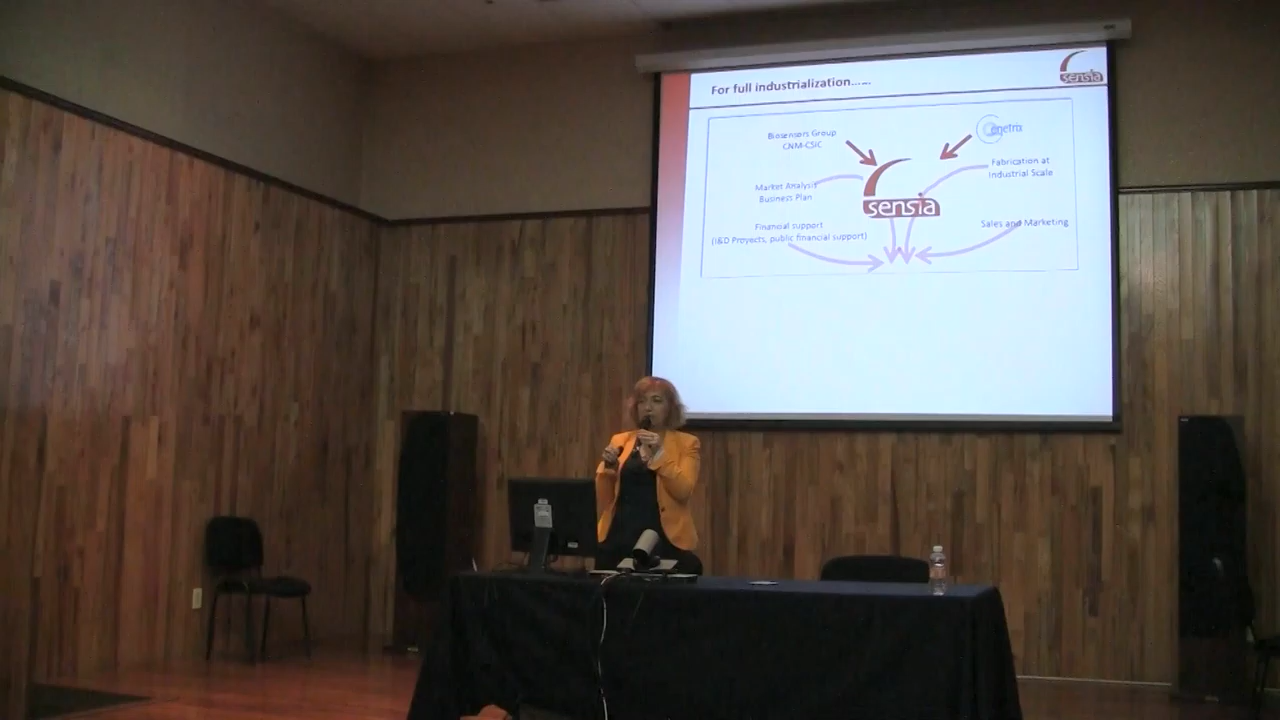 For full industrialization......
sensia
Biosensors Group
CNM-CSIC
Market Analysis
Business Plan
Financial support
(I&D Proyects, public financial support)
sensia
Fabrication at
Industrial Scale
Sales and Marketing